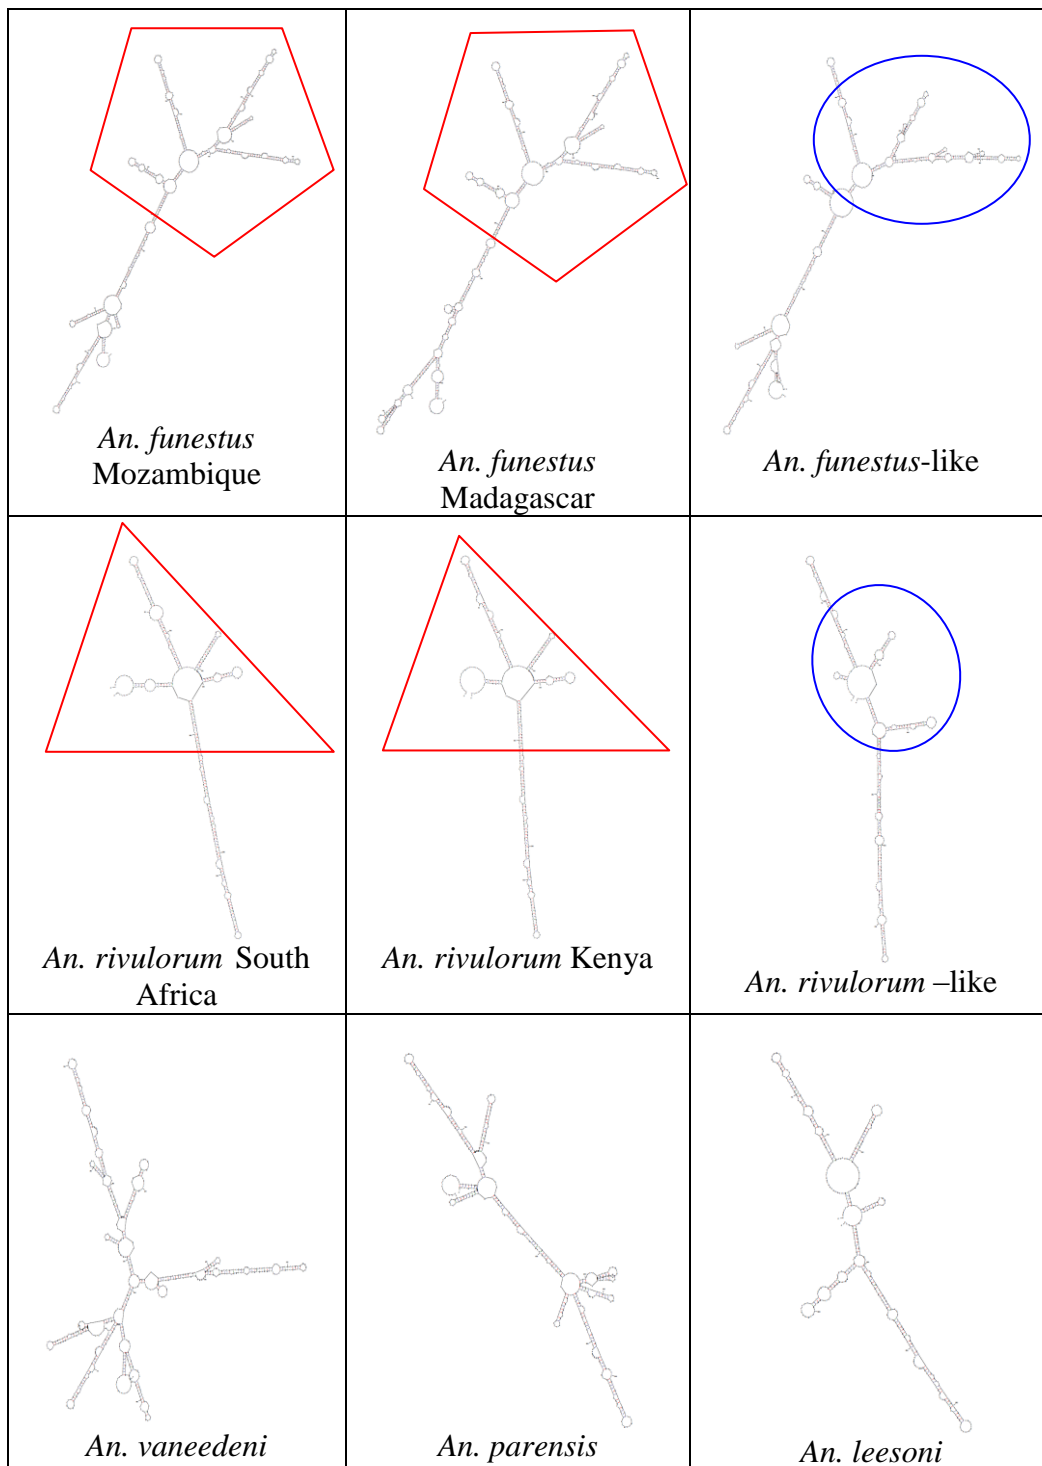 An. funestus
Mozambique
An. funestus
Madagascar
An. funestus-like
An. rivulorum South
Africa
An. rivulorum Kenya
An. rivulorum –like
An. vaneedeni
An. parensis
An. leesoni